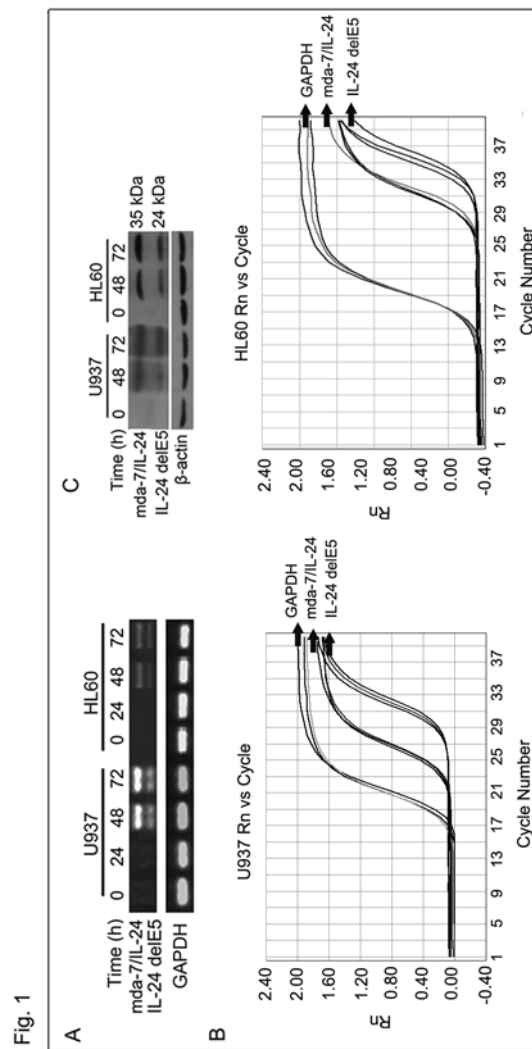 Fig. 1
A
U937 HL60
Time (h) 0 24 48 72 0 24 48 72
mda-7/IL-24
IL-24 delE5
GAPDH
C
U937 HL60
Time (h) 0 48 72 0 48 72
mda-7/IL-24 35 kDa
IL-24 delE5 24 kDa
β-actin
B
U937 Rn vs Cycle
2.40
2.00
1.60
1.20
0.80
0.40
0.00
-0.40
Rn
1 5 9 13 17 21 25 29 33 37
Cycle Number
GAPDH
mda-7/IL-24
IL-24 delE5
HL60 Rn vs Cycle
2.40
2.00
1.60
1.20
0.80
0.40
0.00
-0.40
Rn
1 5 9 13 17 21 25 29 33 37
Cycle Number
GAPDH
mda-7/IL-24
IL-24 delE5